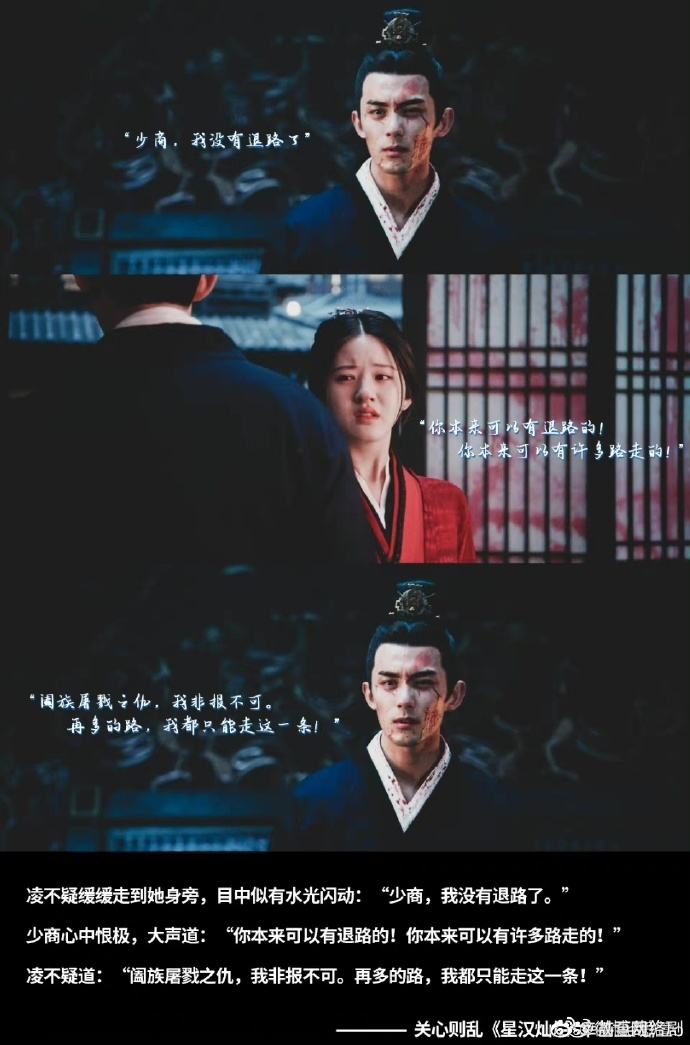 “少商，我没有退路了”
“你本来可以有退路的！
你本来可以有许多路走的！”
“阖族屠戮之仇，我非报不可。
再多的路，我都只能走这一条！”
凌不疑缓缓走到她身旁，目中似有水光闪动：“少商，我没有退路了。”
少商心中恨极，大声道：“你本来可以有退路的！你本来可以有许多路走的！”
凌不疑道：“阖族屠戮之仇，我非报不可。再多的路，我都只能走这一条！”
——— 关心则乱《星汉灿